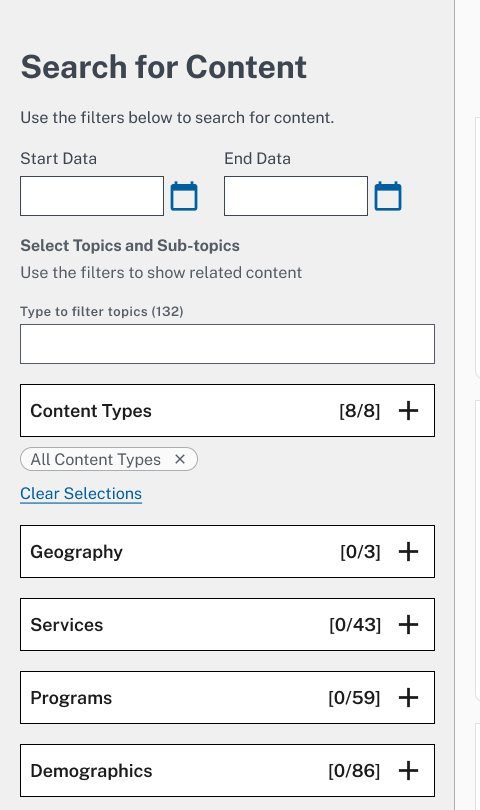 Search for Content
Use the filters below to search for content.
Start Data End Data
Select Topics and Sub-topics
Use the filters to show related content
Type to filter topics (132)
Content Types [8/8] +
All Content Types ✕
Clear Selections
Geography [0/3] +
Services [0/43] +
Programs [0/59] +
Demographics [0/86] +